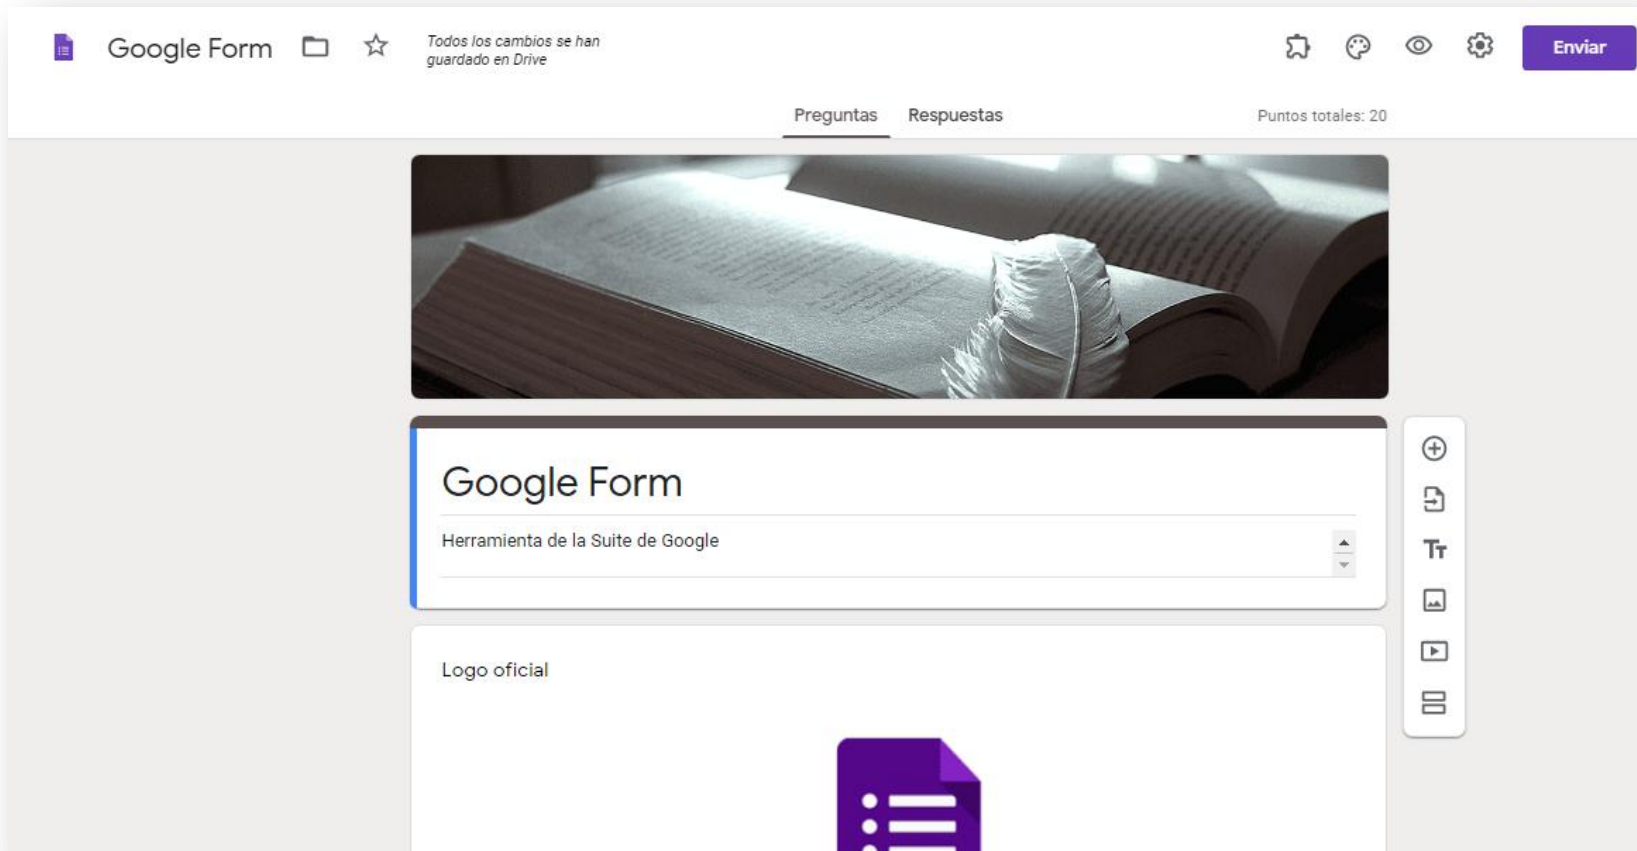 Google Form
Todos los cambios se han
guardado en Drive
Enviar
Preguntas
Respuestas
Puntos totales: 20
Google Form
Herramienta de la Suite de Google
Logo oficial